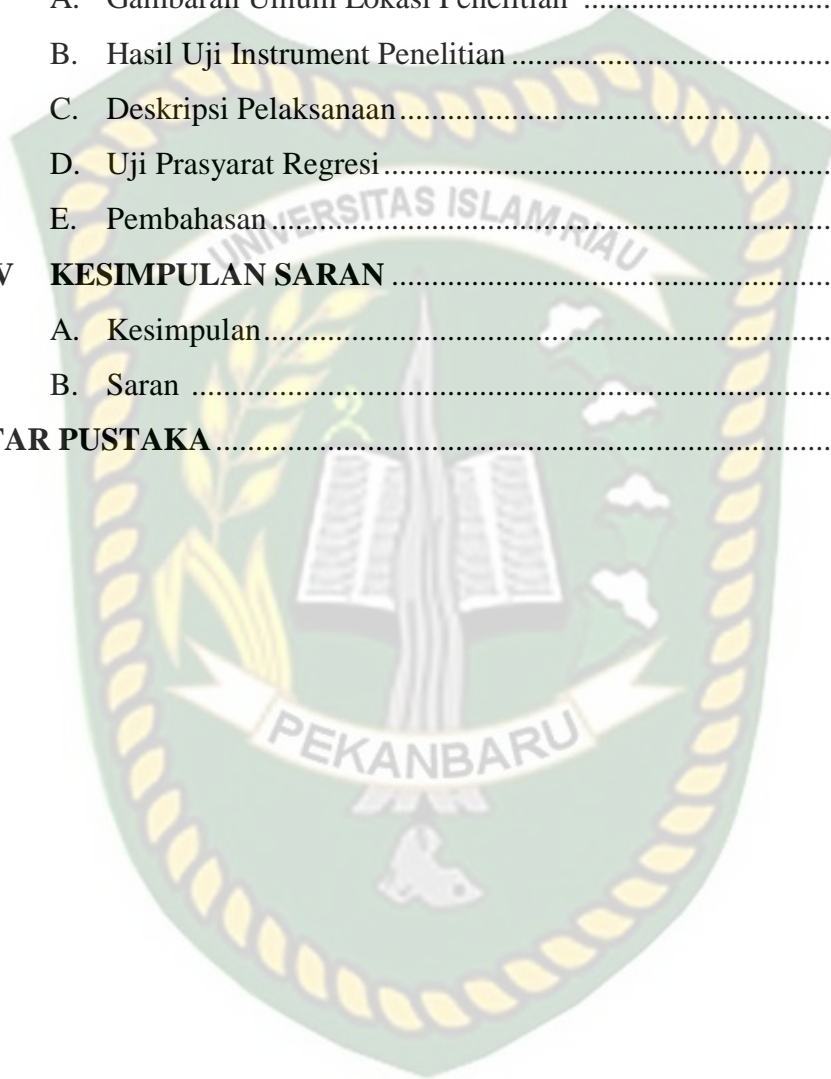 A. Gambaran Umum Lokasi Penelitian ........................................
B. Hasil Uji Instrument Penelitian ........................................
C. Deskripsi Pelaksanaan ........................................
D. Uji Prasyarat Regresi ........................................
E. Pembahasan ........................................
V KESIMPULAN SARAN ........................................
A. Kesimpulan ........................................
B. Saran ........................................
TAR PUSTAKA ........................................
UNIVERSITAS ISLAM RIAU
PEKANBARU